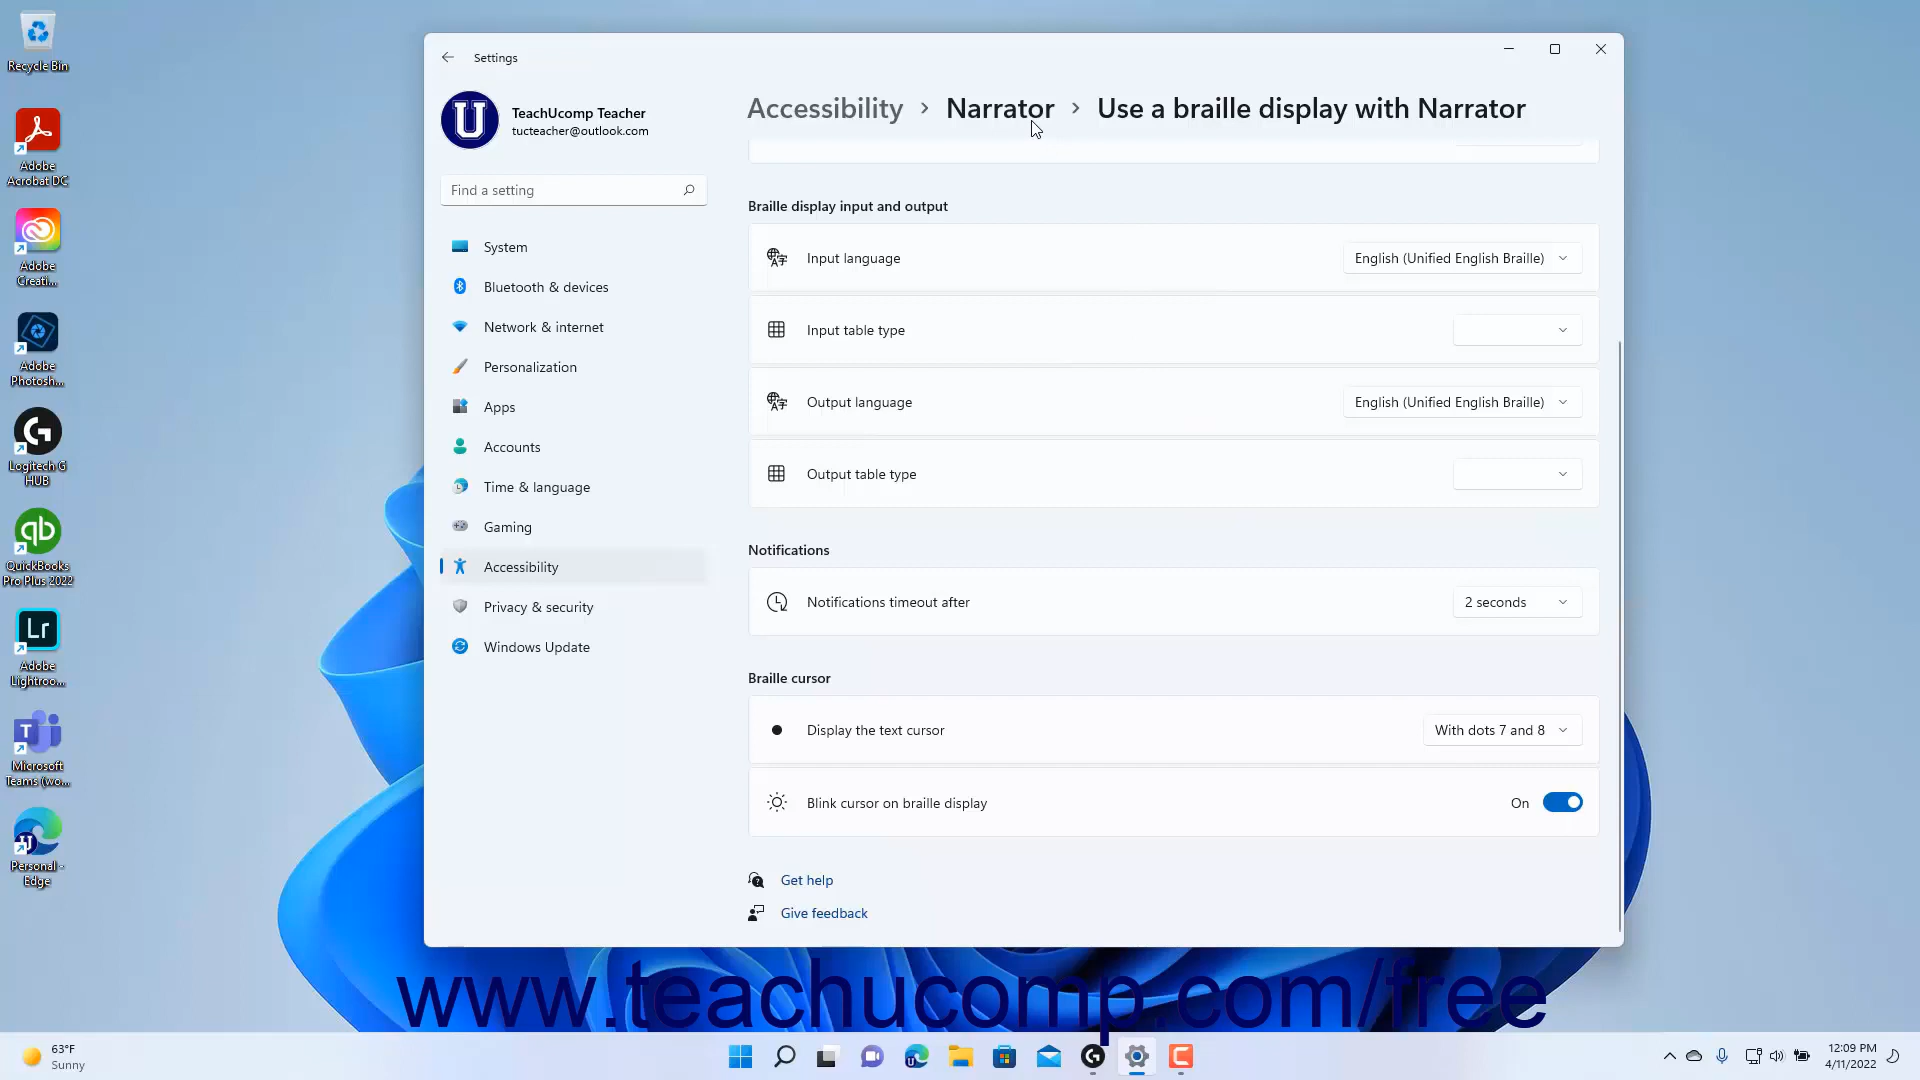 Recycle Bin
Adobe
Acrobat DC
Adobe
Creati...
Adobe
Photosh...
Logitech G
HUB
QuickBooks
Pro Plus 2022
Lr
Adobe
Lightroo...
Microsoft
Teams (wo...
Personal -
Edge
Settings
U
TeachUcomp Teacher
tucteacher@outlook.com
Find a setting
System
Bluetooth & devices
Network & internet
Personalization
Apps
Accounts
Time & language
Gaming
Accessibility
Privacy & security
Windows Update
Accessibility > Narrator > Use a braille display with Narrator
Braille display input and output
Input language English (Unified English Braille)
Input table type
Output language English (Unified English Braille)
Output table type
Notifications
Notifications timeout after 2 seconds
Braille cursor
Display the text cursor With dots 7 and 8
Blink cursor on braille display On
Get help
Give feedback
www.teachucomp.com/free
63°F
Sunny
12:09 PM
4/11/2022